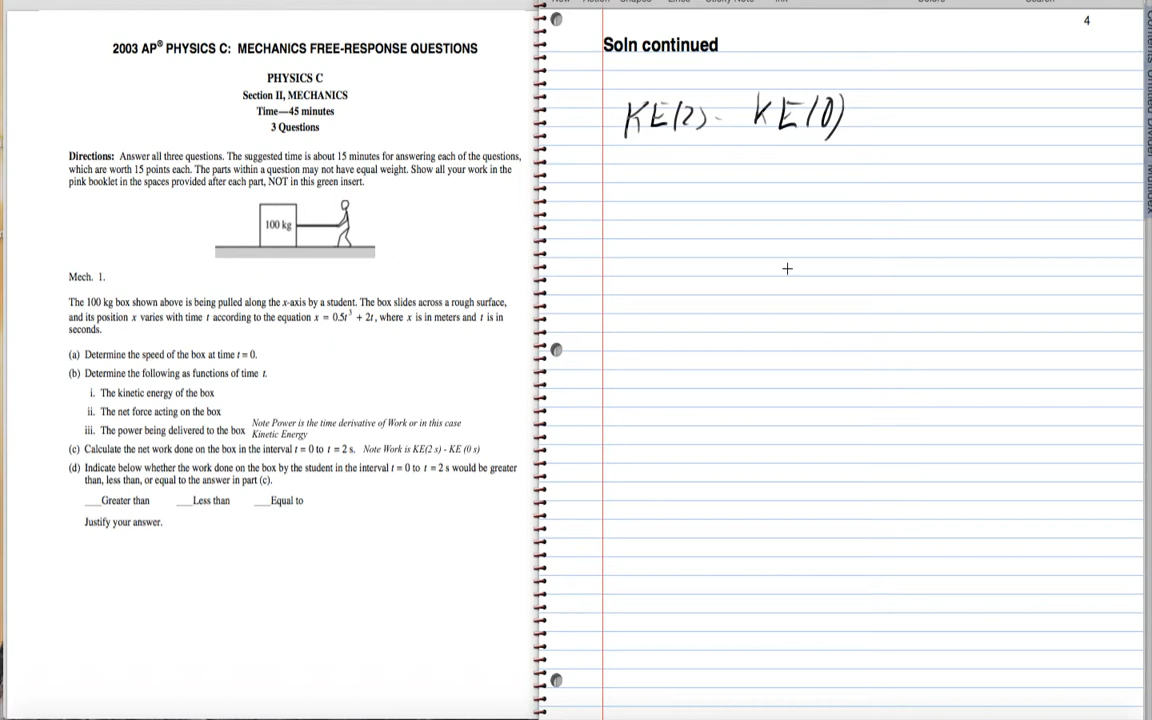 2003 AP® PHYSICS C: MECHANICS FREE-RESPONSE QUESTIONS
PHYSICS C
Section II, MECHANICS
Time—45 minutes
3 Questions
Directions: Answer all three questions. The suggested time is about 15 minutes for answering each of the questions,
which are worth 15 points each. The parts within a question may not have equal weight. Show all your work in the
pink booklet in the spaces provided after each part, NOT in this green insert.
100 kg
Mech. 1.
The 100 kg box shown above is being pulled along the x-axis by a student. The box slides across a rough surface,
and its position x varies with time t according to the equation x = 0.5t³ + 2t, where x is in meters and t is in
seconds.
(a) Determine the speed of the box at time t = 0.
(b) Determine the following as functions of time t.
i. The kinetic energy of the box
ii. The net force acting on the box
iii. The power being delivered to the box
Note Power is the time derivative of Work or in this case
Kinetic Energy
(c) Calculate the net work done on the box in the interval t = 0 to t = 2 s. Note Work is KE(2 s) - KE (0 s)
(d) Indicate below whether the work done on the box by the student in the interval t = 0 to t = 2 s would be greater
than, less than, or equal to the answer in part (c).
___Greater than ___Less than ___Equal to
Justify your answer.
4
Soln continued
KE(2) - KE(0)